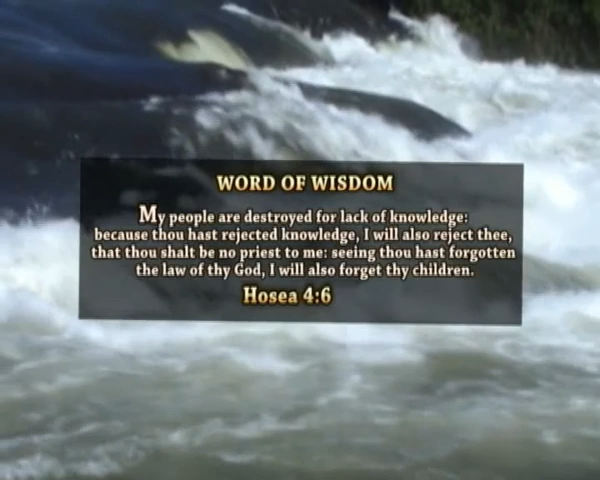 WORD OF WISDOM
My people are destroyed for lack of knowledge:
because thou hast rejected knowledge, I will also reject thee,
that thou shalt be no priest to me: seeing thou hast forgotten
the law of thy God, I will also forget thy children.
Hosea 4:6